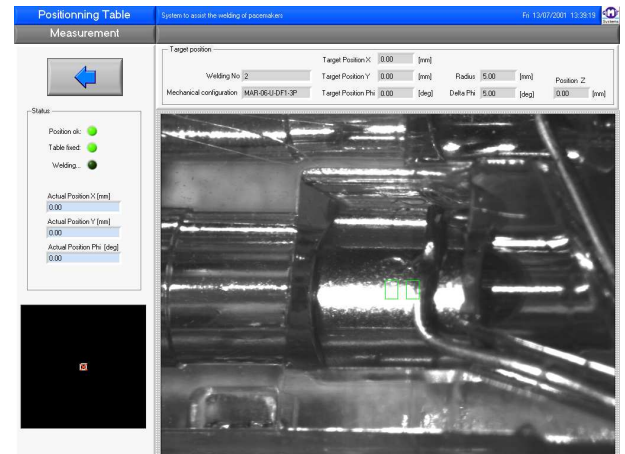 Positionning Table
System to assist the welding of pacemakers
Fri 13/07/2001 13:39:19
Measurement
Target position
Target Position X 0.00 [mm]
Welding No 2 Target Position Y 0.00 [mm] Radius 5.00 [mm] Position Z
Mechanical configuration MAR-06-U-DF1-3P Target Position Phi 0.00 [deg] Delta Phi 5.00 [deg] 0.00 [mm]
Status
Position ok:
Table fixed:
Welding...
Actual Position X [mm]
0.00
Actual Position Y [mm]
0.00
Actual Position Phi [deg]
0.00